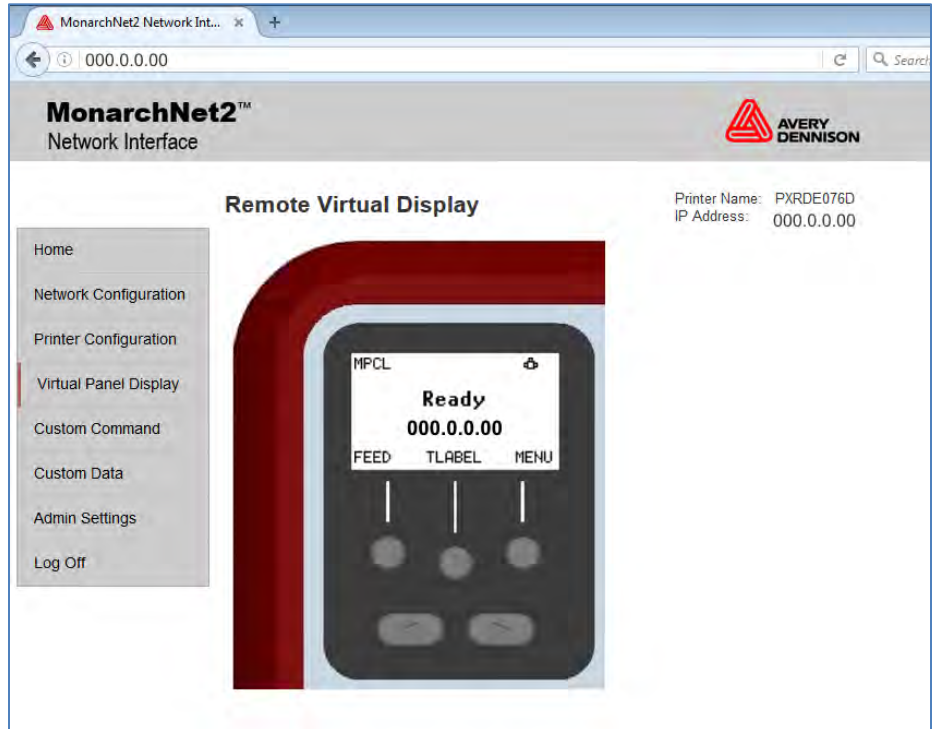 MonarchNet2 Network Int...
000.0.0.00
Search
MonarchNet2™
Network Interface
AVERY
DENNISON
Remote Virtual Display
Printer Name: PXRDE076D
IP Address: 000.0.0.00
Home
Network Configuration
Printer Configuration
Virtual Panel Display
Custom Command
Custom Data
Admin Settings
Log Off
MPCL
Ready
000.0.0.00
FEED TLABEL MENU